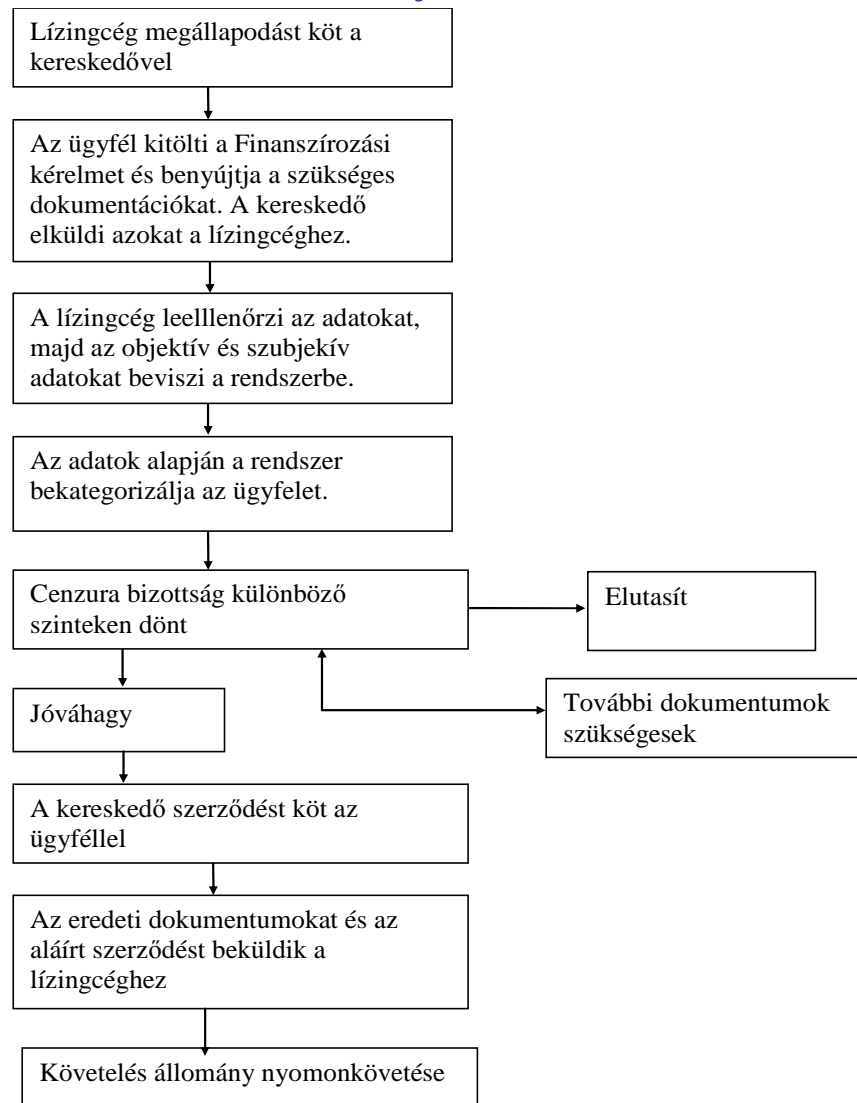 Lízingcég megállapodást köt a
kereskedővel
Az ügyfél kitölti a Finanszírozási
kérelmet és benyújtja a szükséges
dokumentációkat. A kereskedő
elküldi azokat a lízingcéghez.
A lízingcég leelllenőrzi az adatokat,
majd az objektív és szubjekív
adatokat beviszi a rendszerbe.
Az adatok alapján a rendszer
bekategorizálja az ügyfelet.
Cenzura bizottság különböző
szinteken dönt
Elutasít
Jóváhagy
További dokumentumok
szükségesek
A kereskedő szerződést köt az
ügyféllel
Az eredeti dokumentumokat és az
aláírt szerződést beküldik a
lízingcéghez
Követelés állomány nyomonkövetése